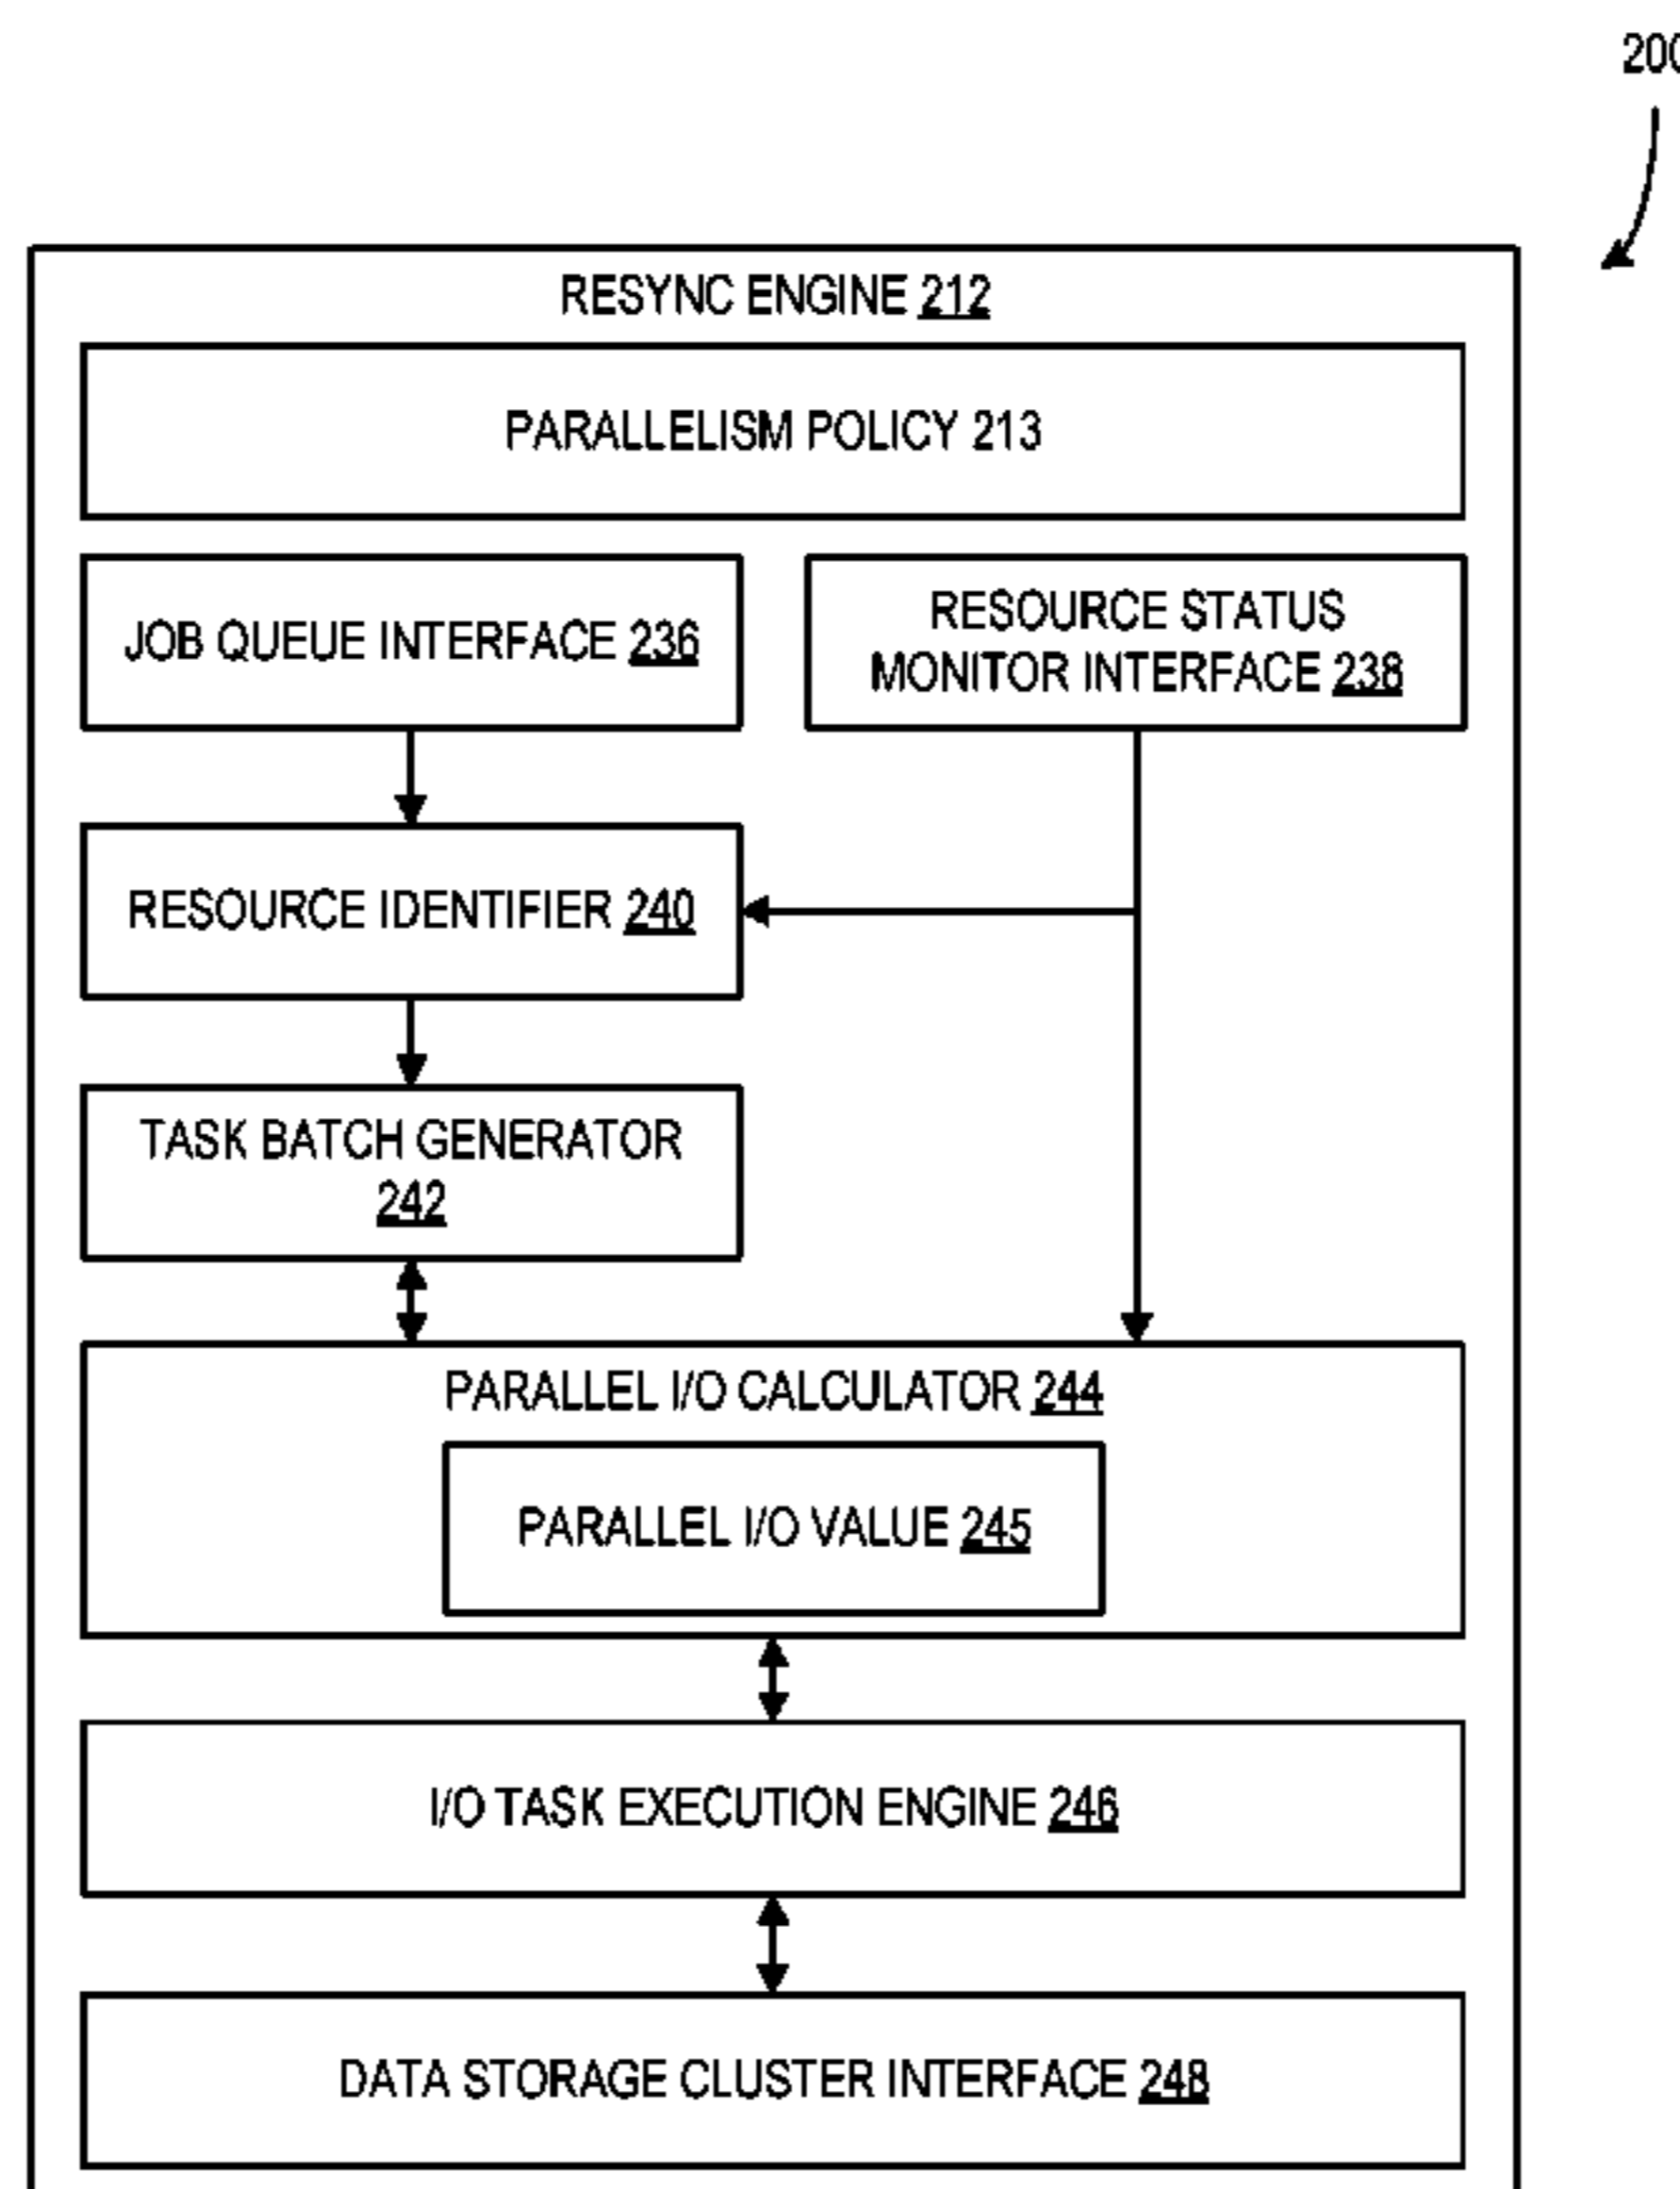 200
RESYNC ENGINE 212
PARALLELISM POLICY 213
JOB QUEUE INTERFACE 236
RESOURCE STATUS
MONITOR INTERFACE 238
RESOURCE IDENTIFIER 240
TASK BATCH GENERATOR
242
PARALLEL I/O CALCULATOR 244
PARALLEL I/O VALUE 245
I/O TASK EXECUTION ENGINE 246
DATA STORAGE CLUSTER INTERFACE 248